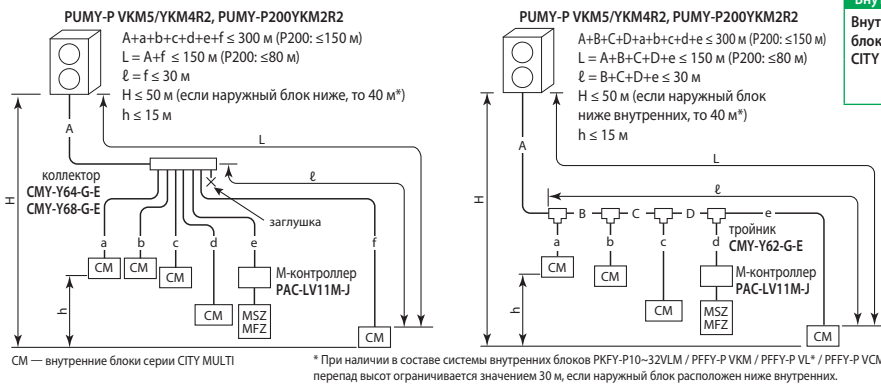 PUMY-P VKM5/YKM4R2, PUMY-P200YKM2R2
A+a+b+c+d+e+f ≤ 300 м (P200: ≤150 м)
L = A+f ≤ 150 м (P200: ≤80 м)
ℓ = f ≤ 30 м
H ≤ 50 м (если наружный блок ниже, то 40 м*)
h ≤ 15 м
A
L
H
ℓ
коллектор
CMY-Y64-G-E
CMY-Y68-G-E
заглушка
a
b
c
d
e
f
CM
CM
CM
CM
М-контроллер
PAC-LV11M-J
MSZ
MFZ
h
CM
CM — внутренние блоки серии CITY MULTI
PUMY-P VKM5/YKM4R2, PUMY-P200YKM2R2
A+B+C+D+a+b+c+d+e ≤ 300 м (P200: ≤150 м)
L = A+B+C+D+e ≤ 150 м (P200: ≤80 м)
ℓ = B+C+D+e ≤ 30 м
H ≤ 50 м (если наружный блок
ниже внутренних, то 40 м*)
h ≤ 15 м
A
L
H
ℓ
B
C
D
e
тройник
CMY-Y62-G-E
a
b
c
d
CM
CM
CM
М-контроллер
PAC-LV11M-J
MSZ
MFZ
h
CM
* При наличии в составе системы внутренних блоков PKFY-P10~32VLM / PFFY-P VKM / PFFY-P VL* / PFFY-P VCM
перепад высот ограничивается значением 30 м, если наружный блок расположен ниже внутренних.
Внут
блок
CITY